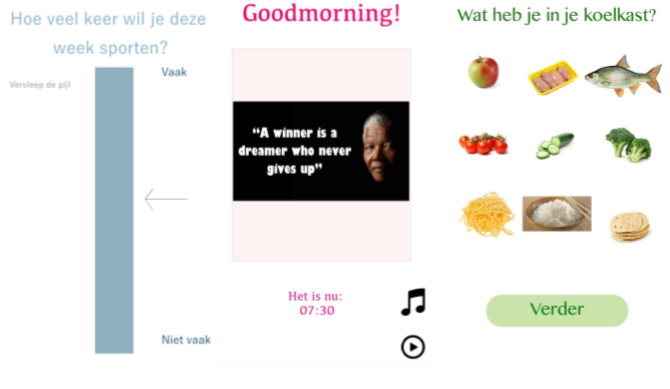 Hoe veel keer wil je deze
week sporten?
Versleep de pijl
Vaak
Niet vaak
Goodmorning!
“A winner is a
dreamer who never
gives up”
Het is nu:
07:30
Wat heb je in je koelkast?
Verder